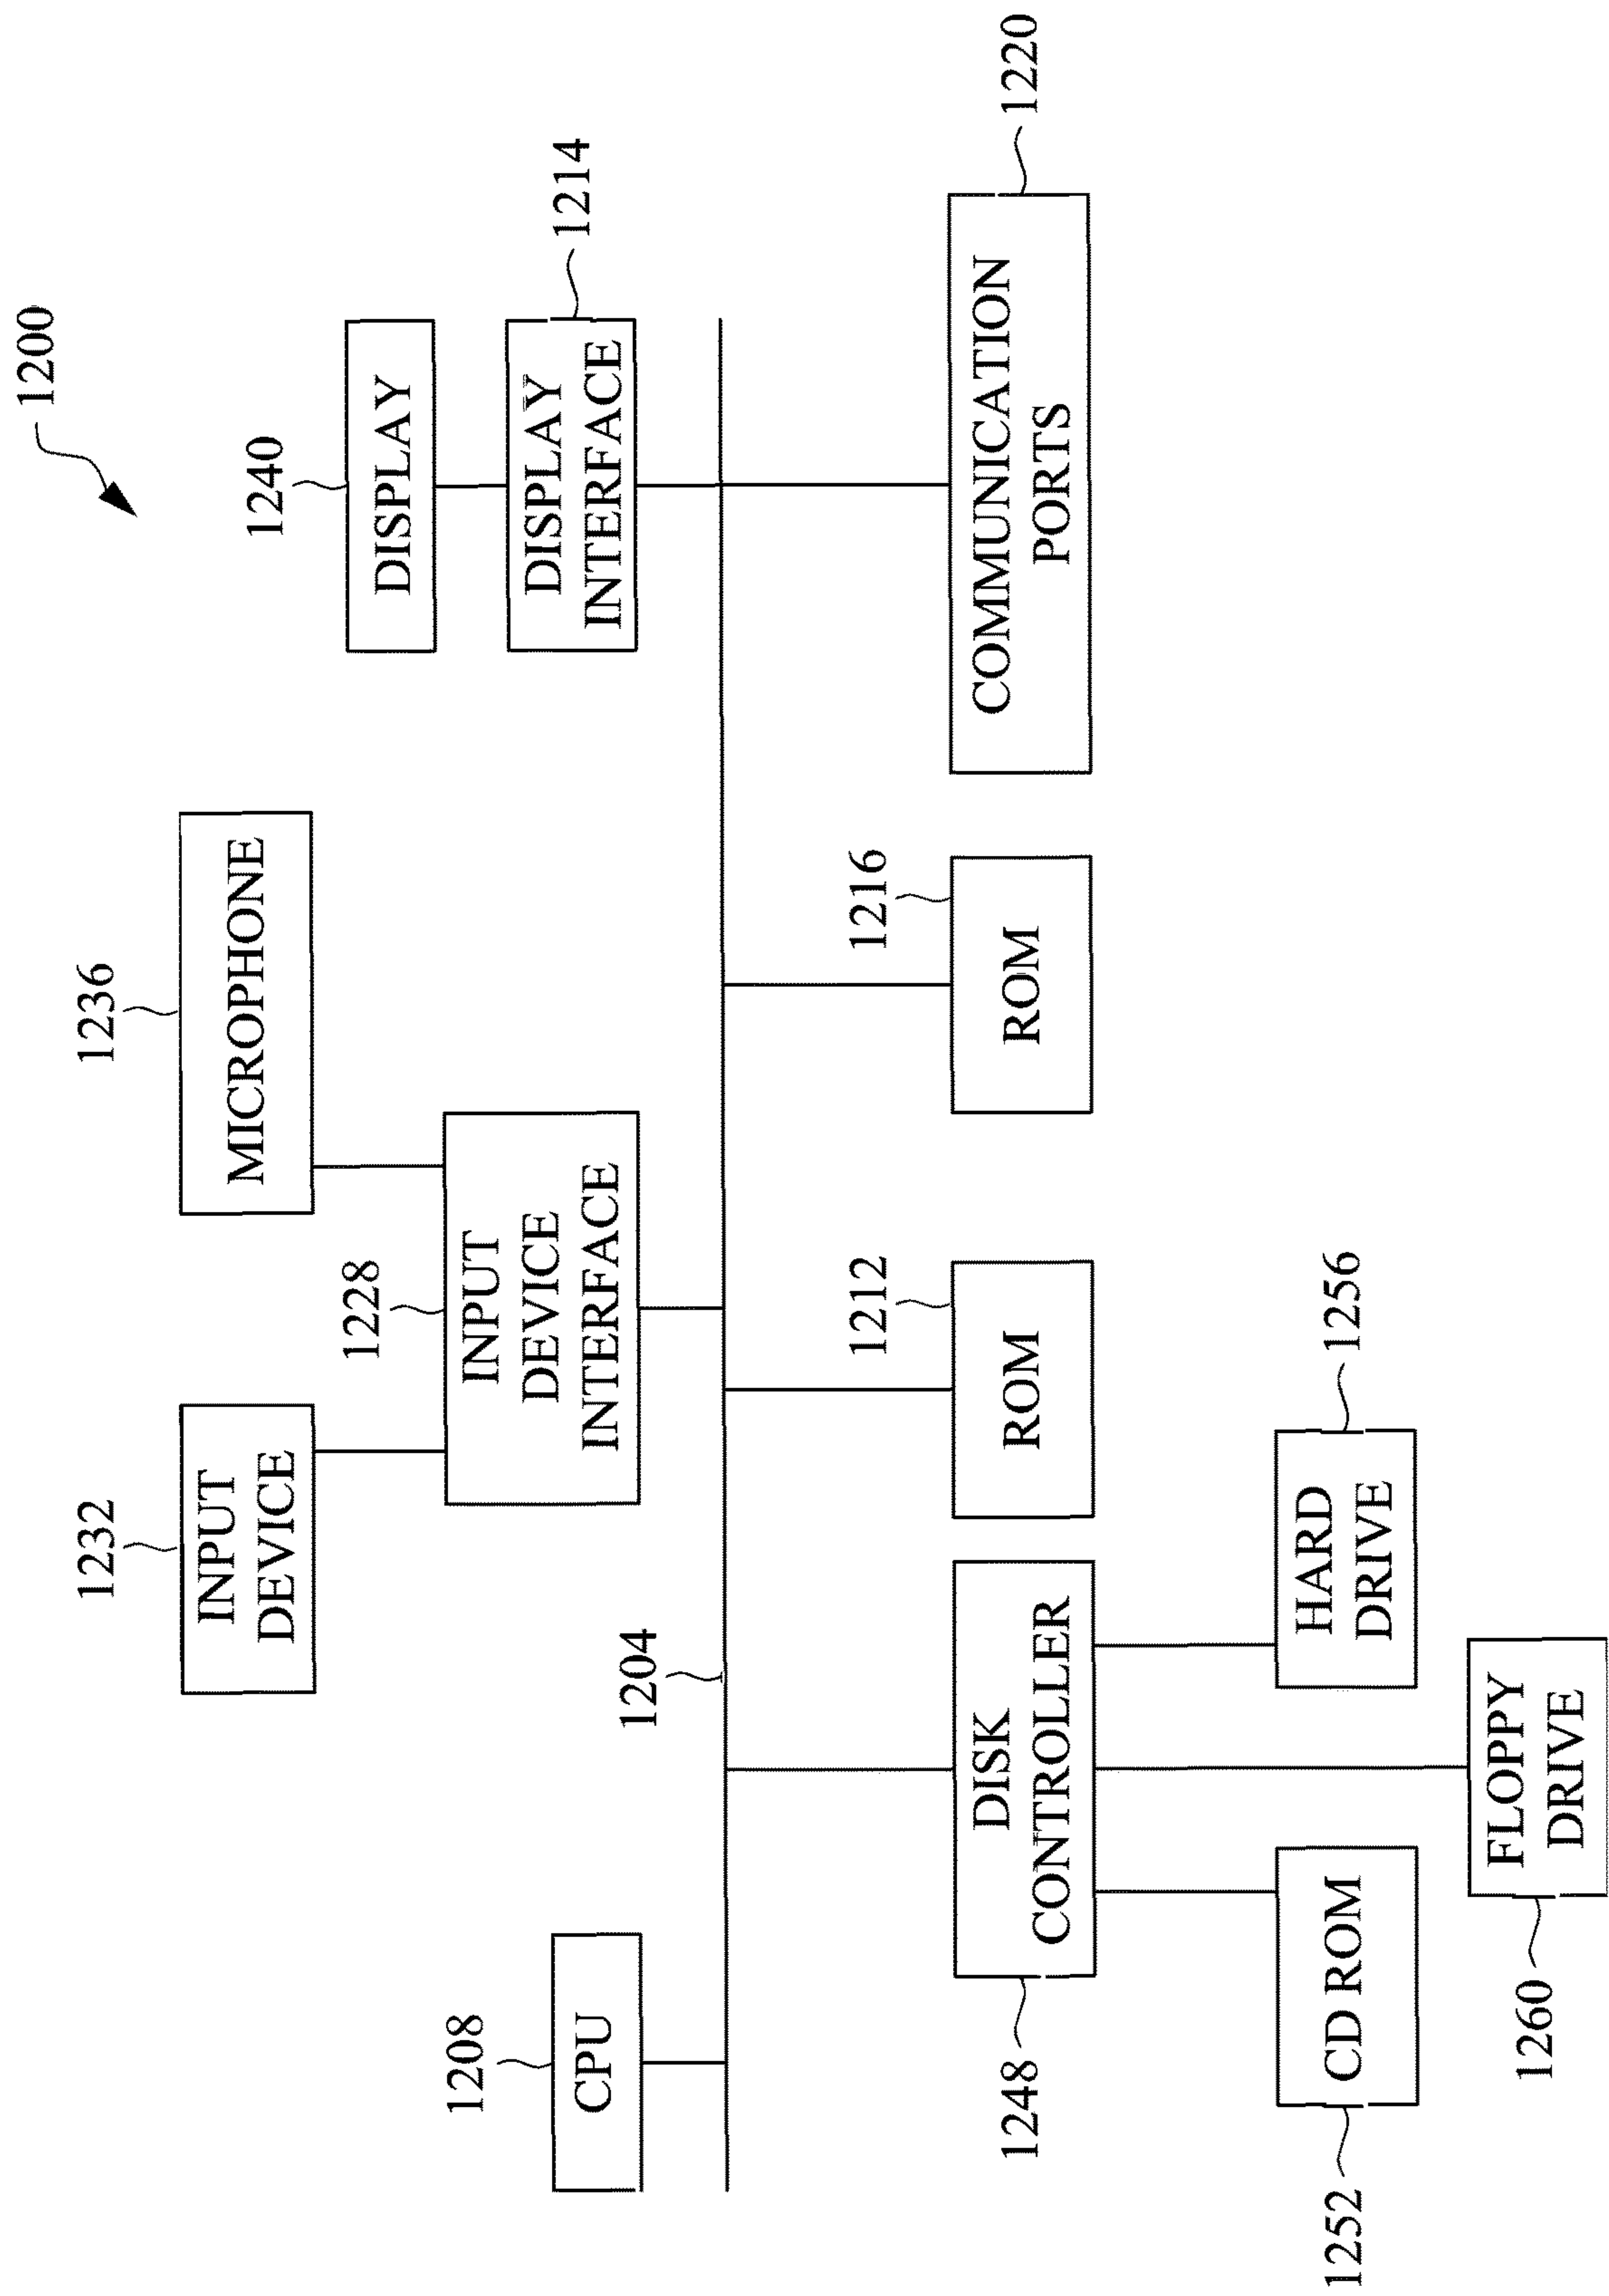 1200
1236
MICROPHONE
1232
INPUT
DEVICE
1240
DISPLAY
1228
INPUT
DEVICE
INTERFACE
DISPLAY
INTERFACE
1214
1208
CPU
1204
1248
DISK
CONTROLLER
1212
ROM
1216
ROM
COMMUNICATION
PORTS
1220
1252
CD ROM
HARD
DRIVE
1256
1260
FLOPPY
DRIVE